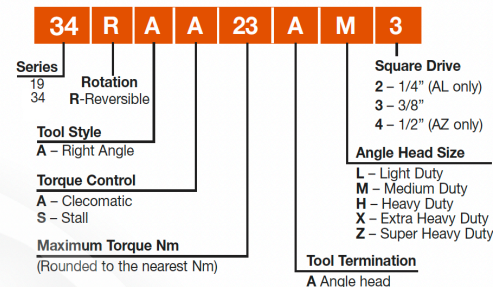 34 R A A 23 A M 3
Series
19
34
Rotation
R-Reversible
Tool Style
A – Right Angle
Torque Control
A – Clecomatic
S – Stall
Maximum Torque Nm
(Rounded to the nearest Nm)
Square Drive
2 – 1/4” (AL only)
3 – 3/8”
4 – 1/2” (AZ only)
Angle Head Size
L – Light Duty
M – Medium Duty
H – Heavy Duty
X – Extra Heavy Duty
Z – Super Heavy Duty
Tool Termination
A Angle head